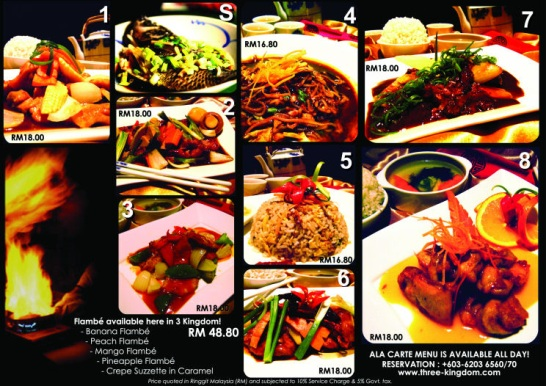 1
S
4
7
RM16.80
RM18.00
RM18.00
RM18.00
2
5
8
3
RM16.80
6
RM18.00
RM18.00
RM18.00
Flambé available here in 3 Kingdom!
- Banana Flambé
RM 48.80
- Peach Flambé
- Mango Flambé
- Pineapple Flambé
- Crepe Suzzette in Caramel
ALA CARTE MENU IS AVAILABLE ALL DAY!
RESERVATION : +603-6203 6560/70
www.three-kingdom.com
Price quoted in Ringgit Malaysia (RM) and subjected to 10% Service Charge & 5% Govt. tax.